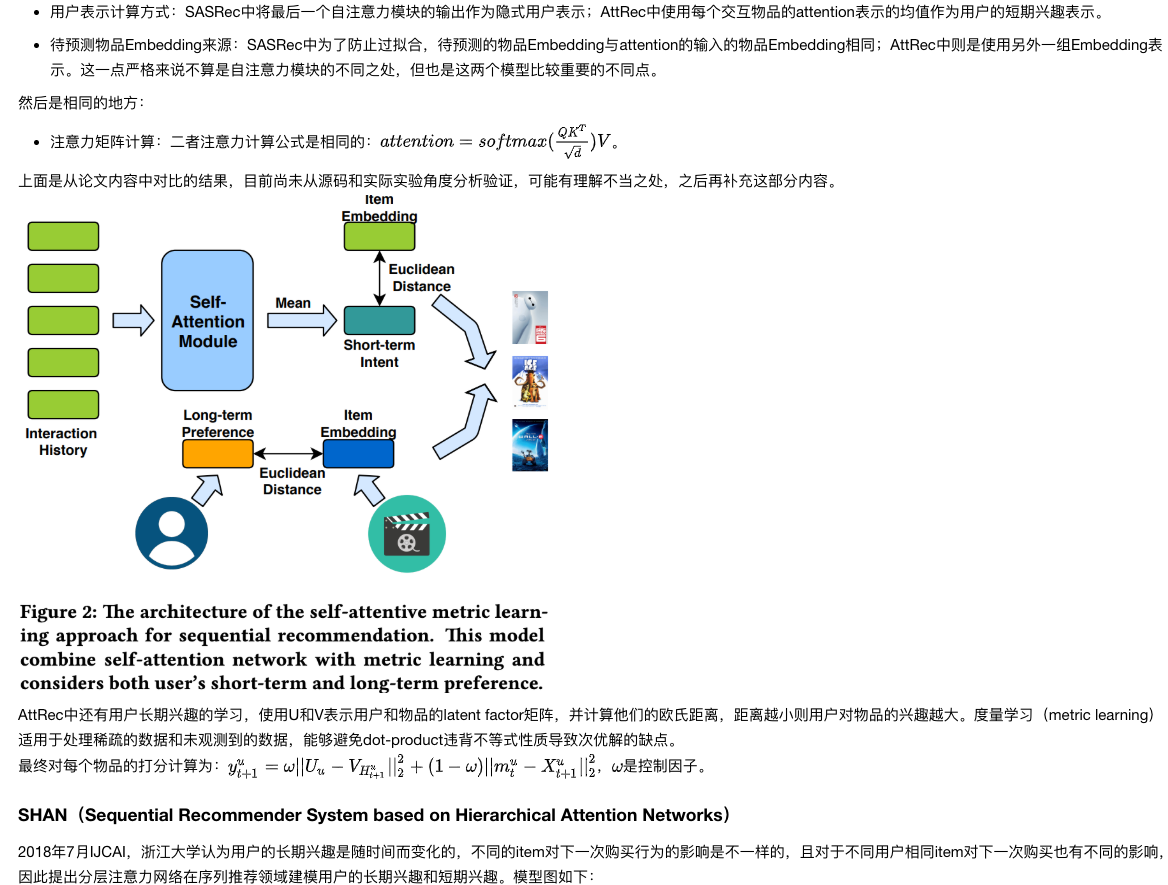 • 用户表示计算方式：SASRec中将最后一个自注意力模块的输出作为隐式用户表示；AttRec中使用每个交互物品的attention表示的均值作为用户的短期兴趣表示。
• 待预测物品Embedding来源：SASRec中为了防止过拟合，待预测的物品Embedding与attention的输入的物品Embedding相同；AttRec中则是使用另外一组Embedding表
示。这一点严格来说不算是自注意力模块的不同之处，但也是这两个模型比较重要的不同点。
然后是相同的地方：
• 注意力矩阵计算：二者注意力计算公式是相同的：$attention = softmax(\frac{QK^T}{\sqrt{d}})V$。
上面是从论文内容中对比的结果，目前尚未从源码和实际实验角度分析验证，可能有理解不当之处，之后再补充这部分内容。
Item
Embedding
Euclidean
Distance
Self-
Attention
Module
Mean
Short-term
Intent
Interaction
History
Long-term
Preference
Item
Embedding
Euclidean
Distance
Figure 2: The architecture of the self-attentive metric learn-
ing approach for sequential recommendation. This model
combine self-attention network with metric learning and
considers both user's short-term and long-term preference.
AttRec中还有用户长期兴趣的学习，使用U和V表示用户和物品的latent factor矩阵，并计算他们的欧氏距离，距离越小则用户对物品的兴趣越大。度量学习（metric learning）
适用于处理稀疏的数据和未观测到的数据，能够避免dot-product违背不等式性质导致次优解的缺点。
最终对每个物品的打分计算为：$y_{t+1}^u = \omega||U_u - V_{H_{t+1}^u}||_2^2 + (1-\omega)||m_t^u - X_{t+1}^u||_2^2$，$\omega$是控制因子。
SHAN（Sequential Recommender System based on Hierarchical Attention Networks）
2018年7月IJCAI，浙江大学认为用户的长期兴趣是随时间而变化的，不同的item对下一次购买行为的影响是不一样的，且对于不同用户相同item对下一次购买也有不同的影响，
因此提出分层注意力网络在序列推荐领域建模用户的长期兴趣和短期兴趣。模型图如下：